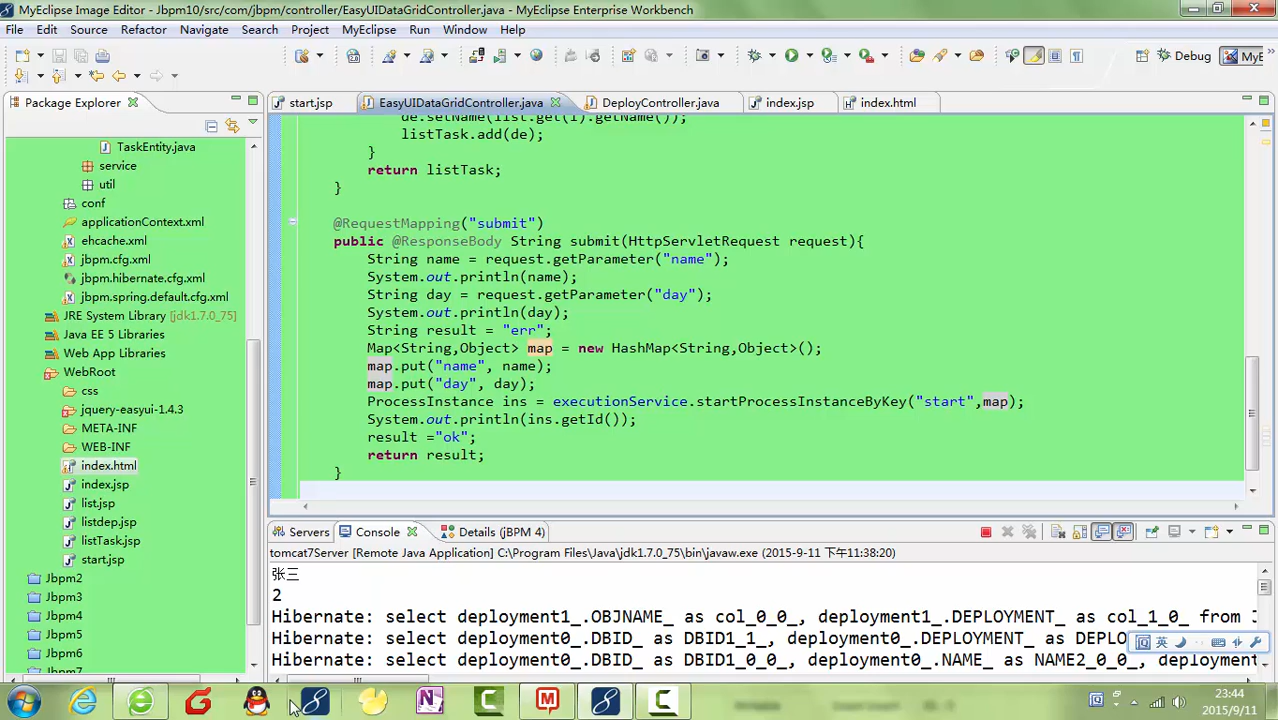 MyEclipse Image Editor - Jbpm10/src/com/jbpm/controller/EasyUIDataGridController.java - MyEclipse Enterprise Workbench
File Edit Source Refactor Navigate Search Project MyEclipse Run Window Help
Debug MyE
Package Explorer
start.jsp EasyUIDataGridController.java DeployController.java index.jsp index.html
TaskEntity.java
service
util
conf
applicationContext.xml
ehcache.xml
jbpm.cfg.xml
jbpm.hibernate.cfg.xml
jbpm.spring.default.cfg.xml
JRE System Library [jdk1.7.0_75]
Java EE 5 Libraries
Web App Libraries
WebRoot
css
jquery-easyui-1.4.3
META-INF
WEB-INF
index.html
index.jsp
list.jsp
listdep.jsp
listTask.jsp
start.jsp
Jbpm2
Jbpm3
Jbpm4
Jbpm5
Jbpm6
Jbpm7
de.setName(list.get(i).getName());
listTask.add(de);
}
return listTask;
}
@RequestMapping("submit")
public @ResponseBody String submit(HttpServletRequest request){
String name = request.getParameter("name");
System.out.println(name);
String day = request.getParameter("day");
System.out.println(day);
String result = "err";
Map<String,Object> map = new HashMap<String,Object>();
map.put("name", name);
map.put("day", day);
ProcessInstance ins = executionService.startProcessInstanceByKey("start",map);
System.out.println(ins.getId());
result ="ok";
return result;
}
Servers Console Details (jBPM 4)
tomcat7Server [Remote Java Application] C:\Program Files\Java\jdk1.7.0_75\bin\javaw.exe (2015-9-11 下午11:38:20)
张三
2
Hibernate: select deployment1_.OBJNAME_ as col_0_0_, deployment1_.DEPLOYMENT_ as col_1_0_ from J
Hibernate: select deployment0_.DBID_ as DBID1_1_, deployment0_.DEPLOYMENT_ as DEPLO
Hibernate: select deployment0_.DBID_ as DBID1_0_0_, deployment0_.NAME_ as NAME2_0_0_, deployment
英
23:44
2015/9/11